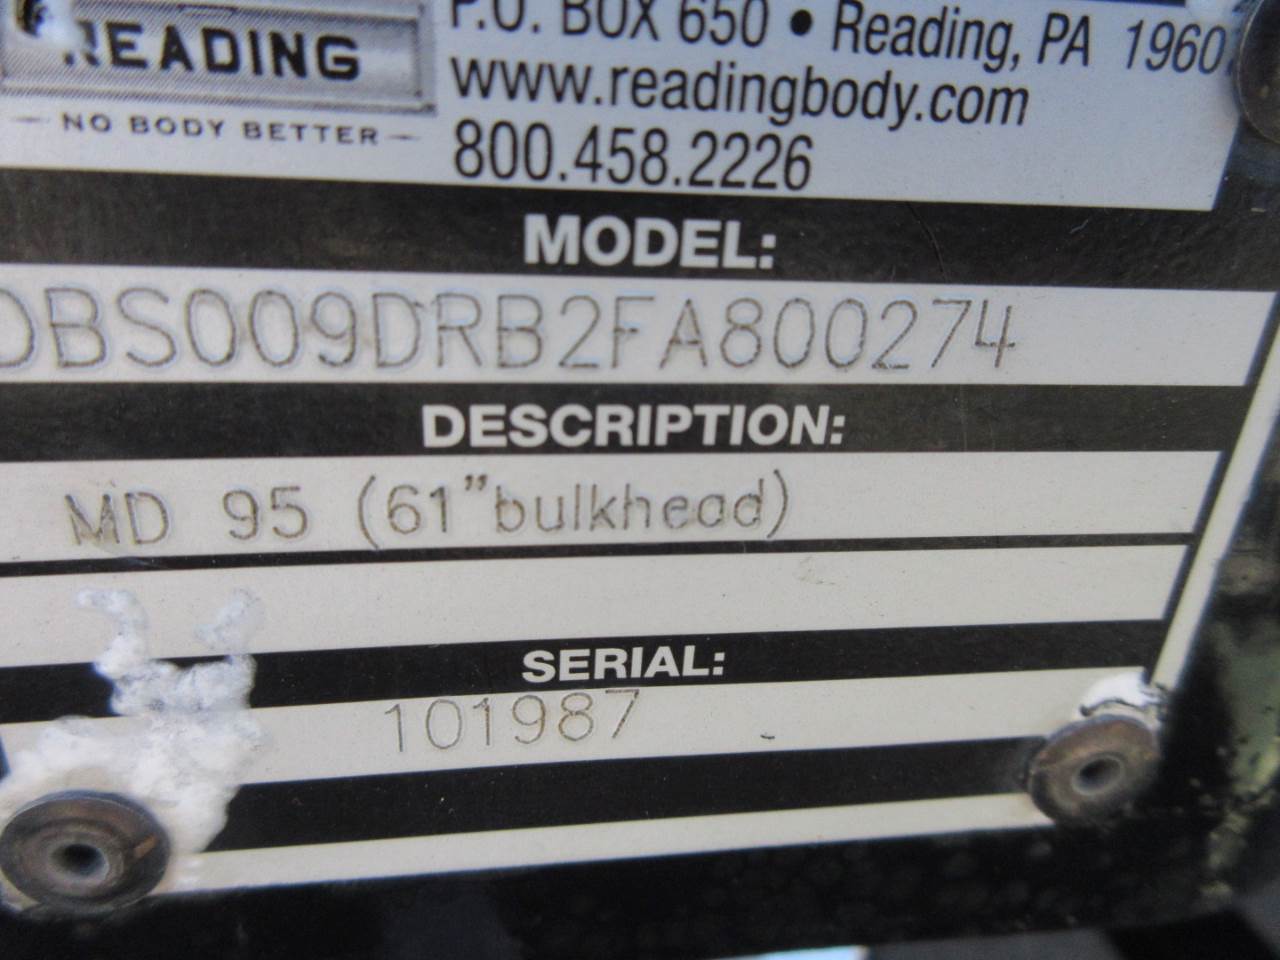 READING
NO BODY BETTER
P.O. BOX 650 • Reading, PA 1960
www.readingbody.com
800.458.2226
MODEL:
DBS009DRB2FA800274
DESCRIPTION:
MD 95 (61"bulkhead)
SERIAL:
101987